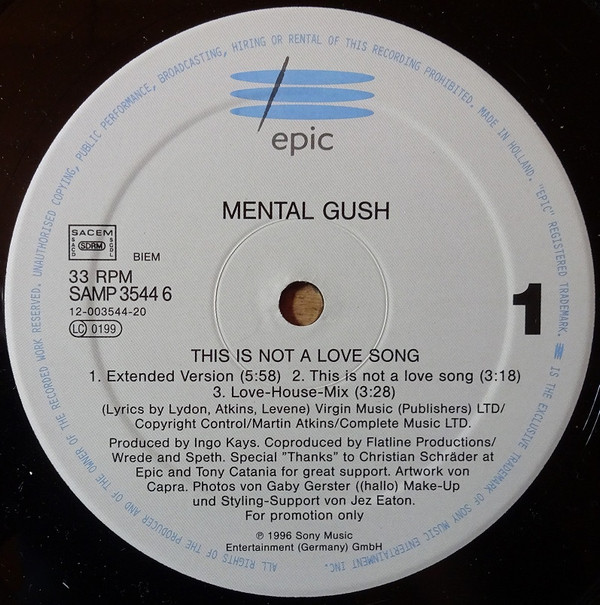 UNAUTHORISED COPYING, PUBLIC PERFORMANCE, BROADCASTING, HIRING OR RENTAL OF THIS RECORDING PROHIBITED. MADE IN HOLLAND. "EPIC" REGISTERED TRADEMARK.
IS THE EXCLUSIVE TRADEMARK OF SONY MUSIC ENTERTAINMENT INC.
ALL RIGHTS OF THE PRODUCER AND OF THE OWNER OF THE RECORDED WORK RESERVED.
epic
MENTAL GUSH
SACEM
SACD
SDRM
SGDL
BIEM
33 RPM
SAMP 3544 6
12-003544-20
LC 0199
1
THIS IS NOT A LOVE SONG
1. Extended Version (5:58) 2. This is not a love song (3:18)
3. Love-House-Mix (3:28)
(Lyrics by Lydon, Atkins, Levene) Virgin Music (Publishers) LTD/
Copyright Control/Martin Atkins/Complete Music LTD.
Produced by Ingo Kays. Coproduced by Flatline Productions/
Wrede and Speth. Special "Thanks" to Christian Schräder at
Epic and Tony Catania for great support. Artwork von
Capra. Photos von Gaby Gerster ((hallo) Make-Up
und Styling-Support von Jez Eaton.
For promotion only
℗ 1996 Sony Music
Entertainment (Germany) GmbH